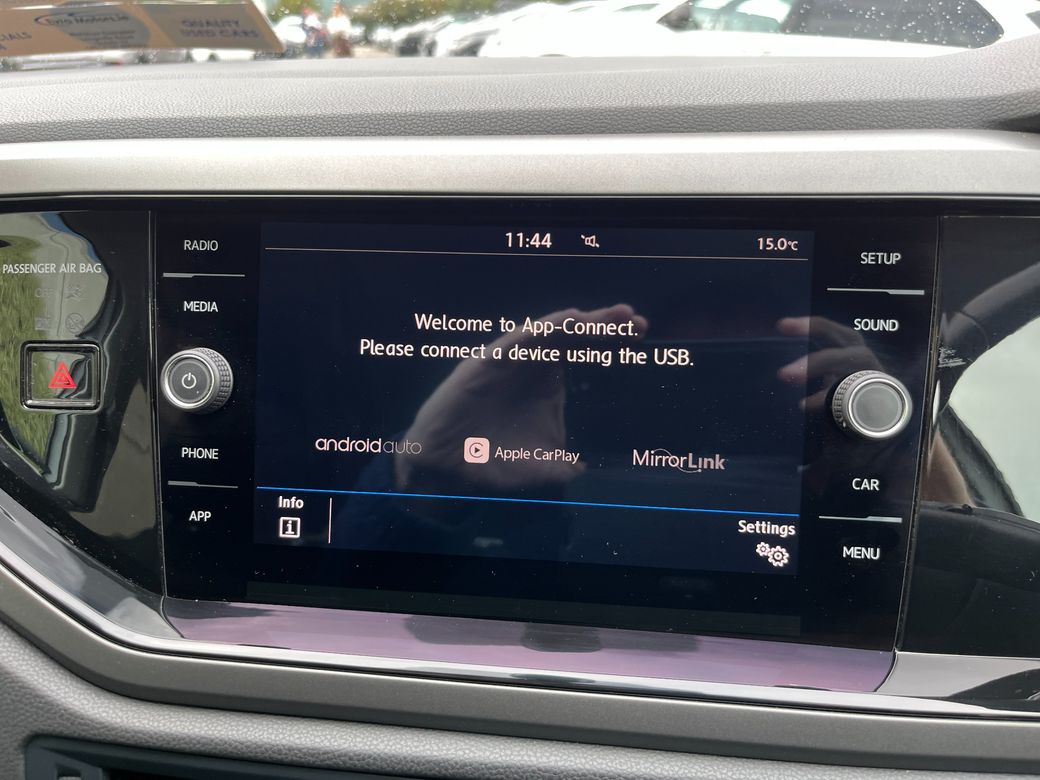 QUALITY
USED CARS
RADIO
MEDIA
PHONE
APP
PASSENGER AIR BAG
OFF
11:44
15.0°C
Welcome to App-Connect.
Please connect a device using the USB.
androidauto
Apple CarPlay
MirrorLink
Info
i
Settings
SETUP
SOUND
CAR
MENU